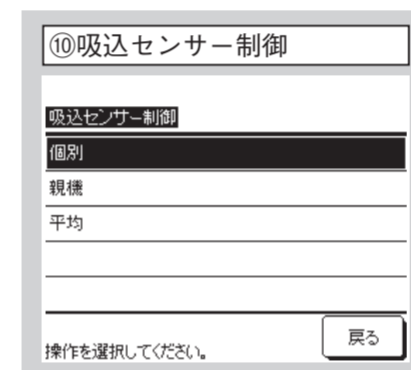 ⑩吸込センサー制御
吸込センサー制御
個別
親機
平均
操作を選択してください。
戻る